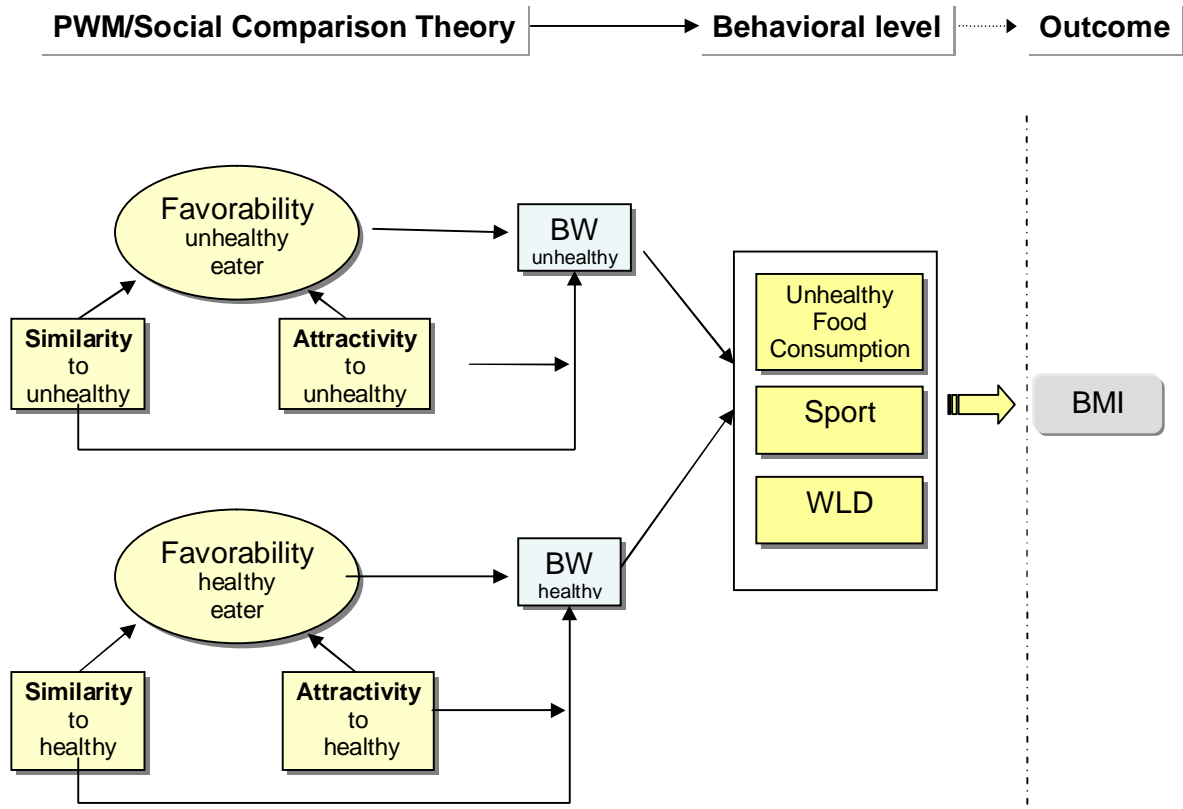 PWM/Social Comparison Theory
Behavioral level
Outcome
Favorability
unhealthy
eater
BW
unhealthy
Similarity
to
unhealthy
Attractivity
to
unhealthy
Unhealthy
Food
Consumption
Sport
WLD
BMI
Favorability
healthy
eater
BW
healthy
Similarity
to
healthy
Attractivity
to
healthy